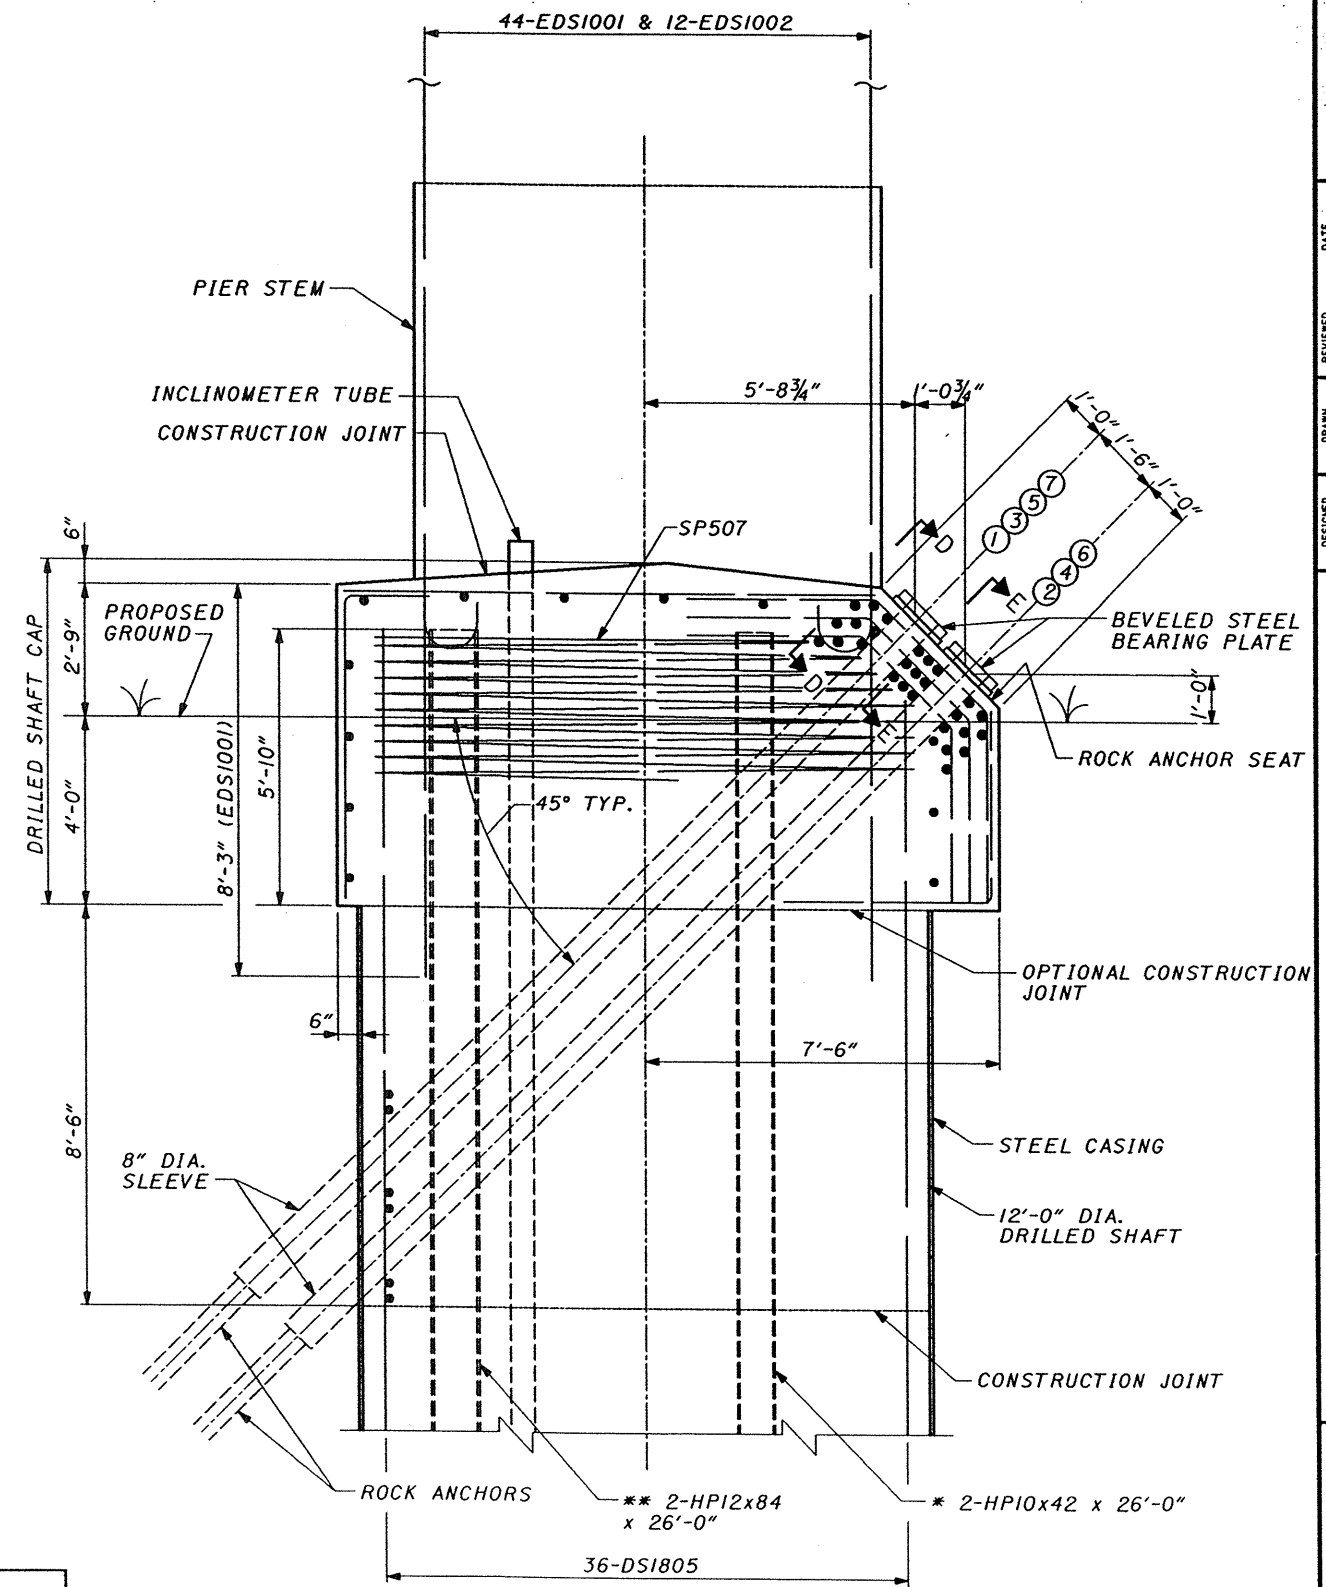 44-EDS1001 & 12-EDS1002
PIER STEM
INCLINOMETER TUBE
CONSTRUCTION JOINT
5'-8¾"
1'-0¾"
1'-0"
1'-6"
1'-0"
1 3 5 7
2 4 6
D
E
SP507
6"
DRILLED SHAFT CAP
2'-9"
PROPOSED
GROUND
BEVELED STEEL
BEARING PLATE
D
E
1'-0"
ROCK ANCHOR SEAT
4'-0"
8'-3" (EDS1001)
5'-10"
45° TYP.
OPTIONAL CONSTRUCTION
JOINT
6"
7'-6"
8'-6"
8" DIA.
SLEEVE
STEEL CASING
12'-0" DIA.
DRILLED SHAFT
CONSTRUCTION JOINT
ROCK ANCHORS
** 2-HP12x84
x 26'-0"
* 2-HP10x42 x 26'-0"
36-DS1805
DATE
REVIEWED
DRAWN
DESIGNED